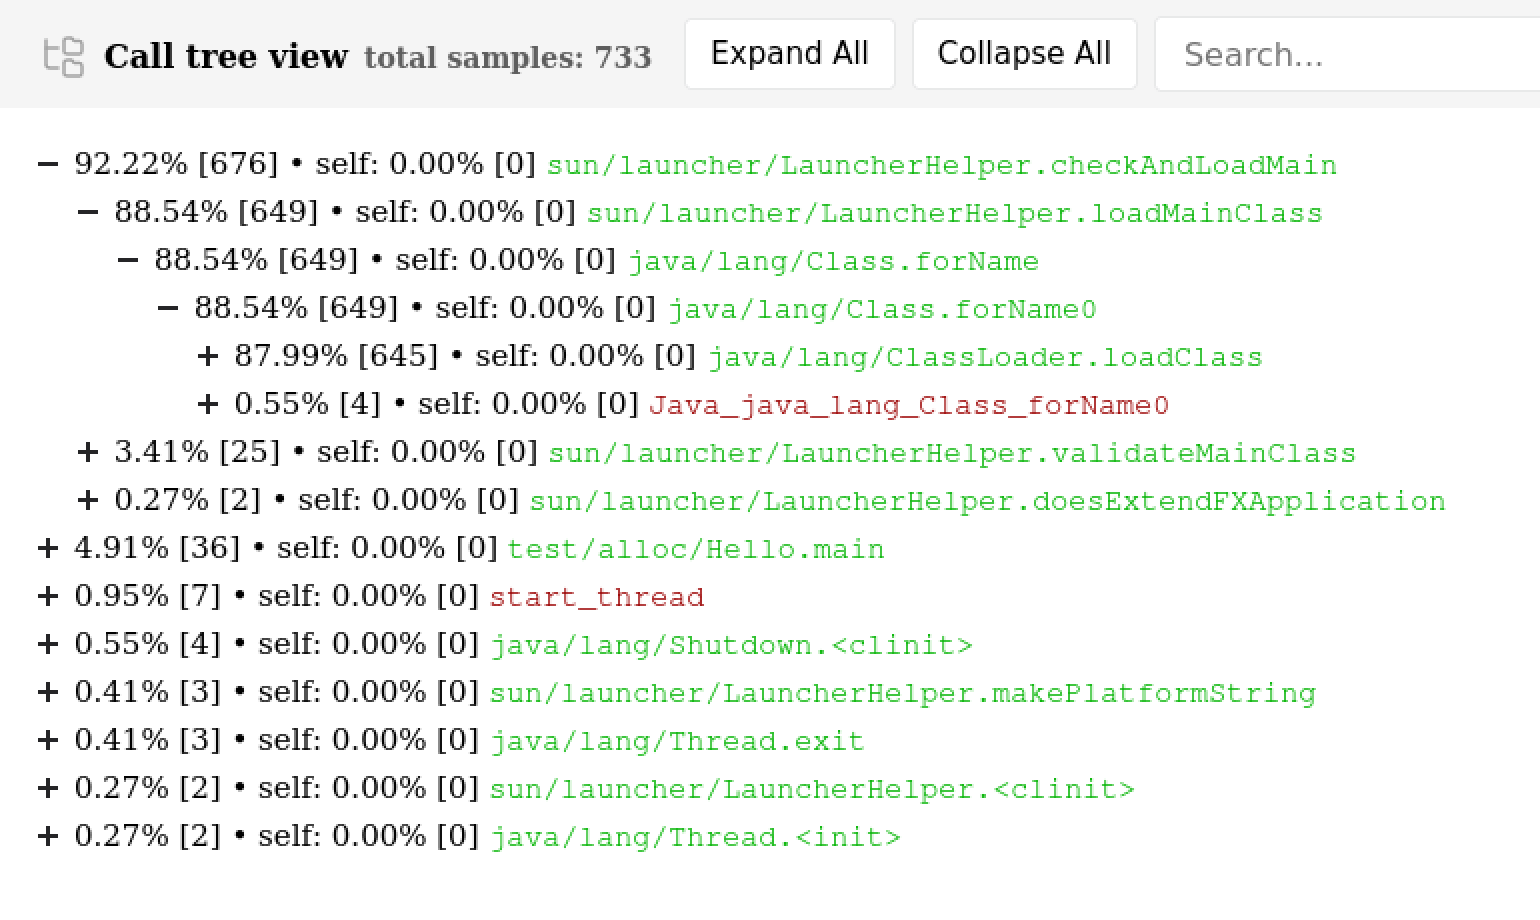 Call tree view total samples: 733 Expand All Collapse All Search...
− 92.22% [676] • self: 0.00% [0] sun/launcher/LauncherHelper.checkAndLoadMain
− 88.54% [649] • self: 0.00% [0] sun/launcher/LauncherHelper.loadMainClass
− 88.54% [649] • self: 0.00% [0] java/lang/Class.forName
− 88.54% [649] • self: 0.00% [0] java/lang/Class.forName0
+ 87.99% [645] • self: 0.00% [0] java/lang/ClassLoader.loadClass
+ 0.55% [4] • self: 0.00% [0] Java_java_lang_Class_forName0
+ 3.41% [25] • self: 0.00% [0] sun/launcher/LauncherHelper.validateMainClass
+ 0.27% [2] • self: 0.00% [0] sun/launcher/LauncherHelper.doesExtendFXApplication
+ 4.91% [36] • self: 0.00% [0] test/alloc/Hello.main
+ 0.95% [7] • self: 0.00% [0] start_thread
+ 0.55% [4] • self: 0.00% [0] java/lang/Shutdown.<clinit>
+ 0.41% [3] • self: 0.00% [0] sun/launcher/LauncherHelper.makePlatformString
+ 0.41% [3] • self: 0.00% [0] java/lang/Thread.exit
+ 0.27% [2] • self: 0.00% [0] sun/launcher/LauncherHelper.<clinit>
+ 0.27% [2] • self: 0.00% [0] java/lang/Thread.<init>